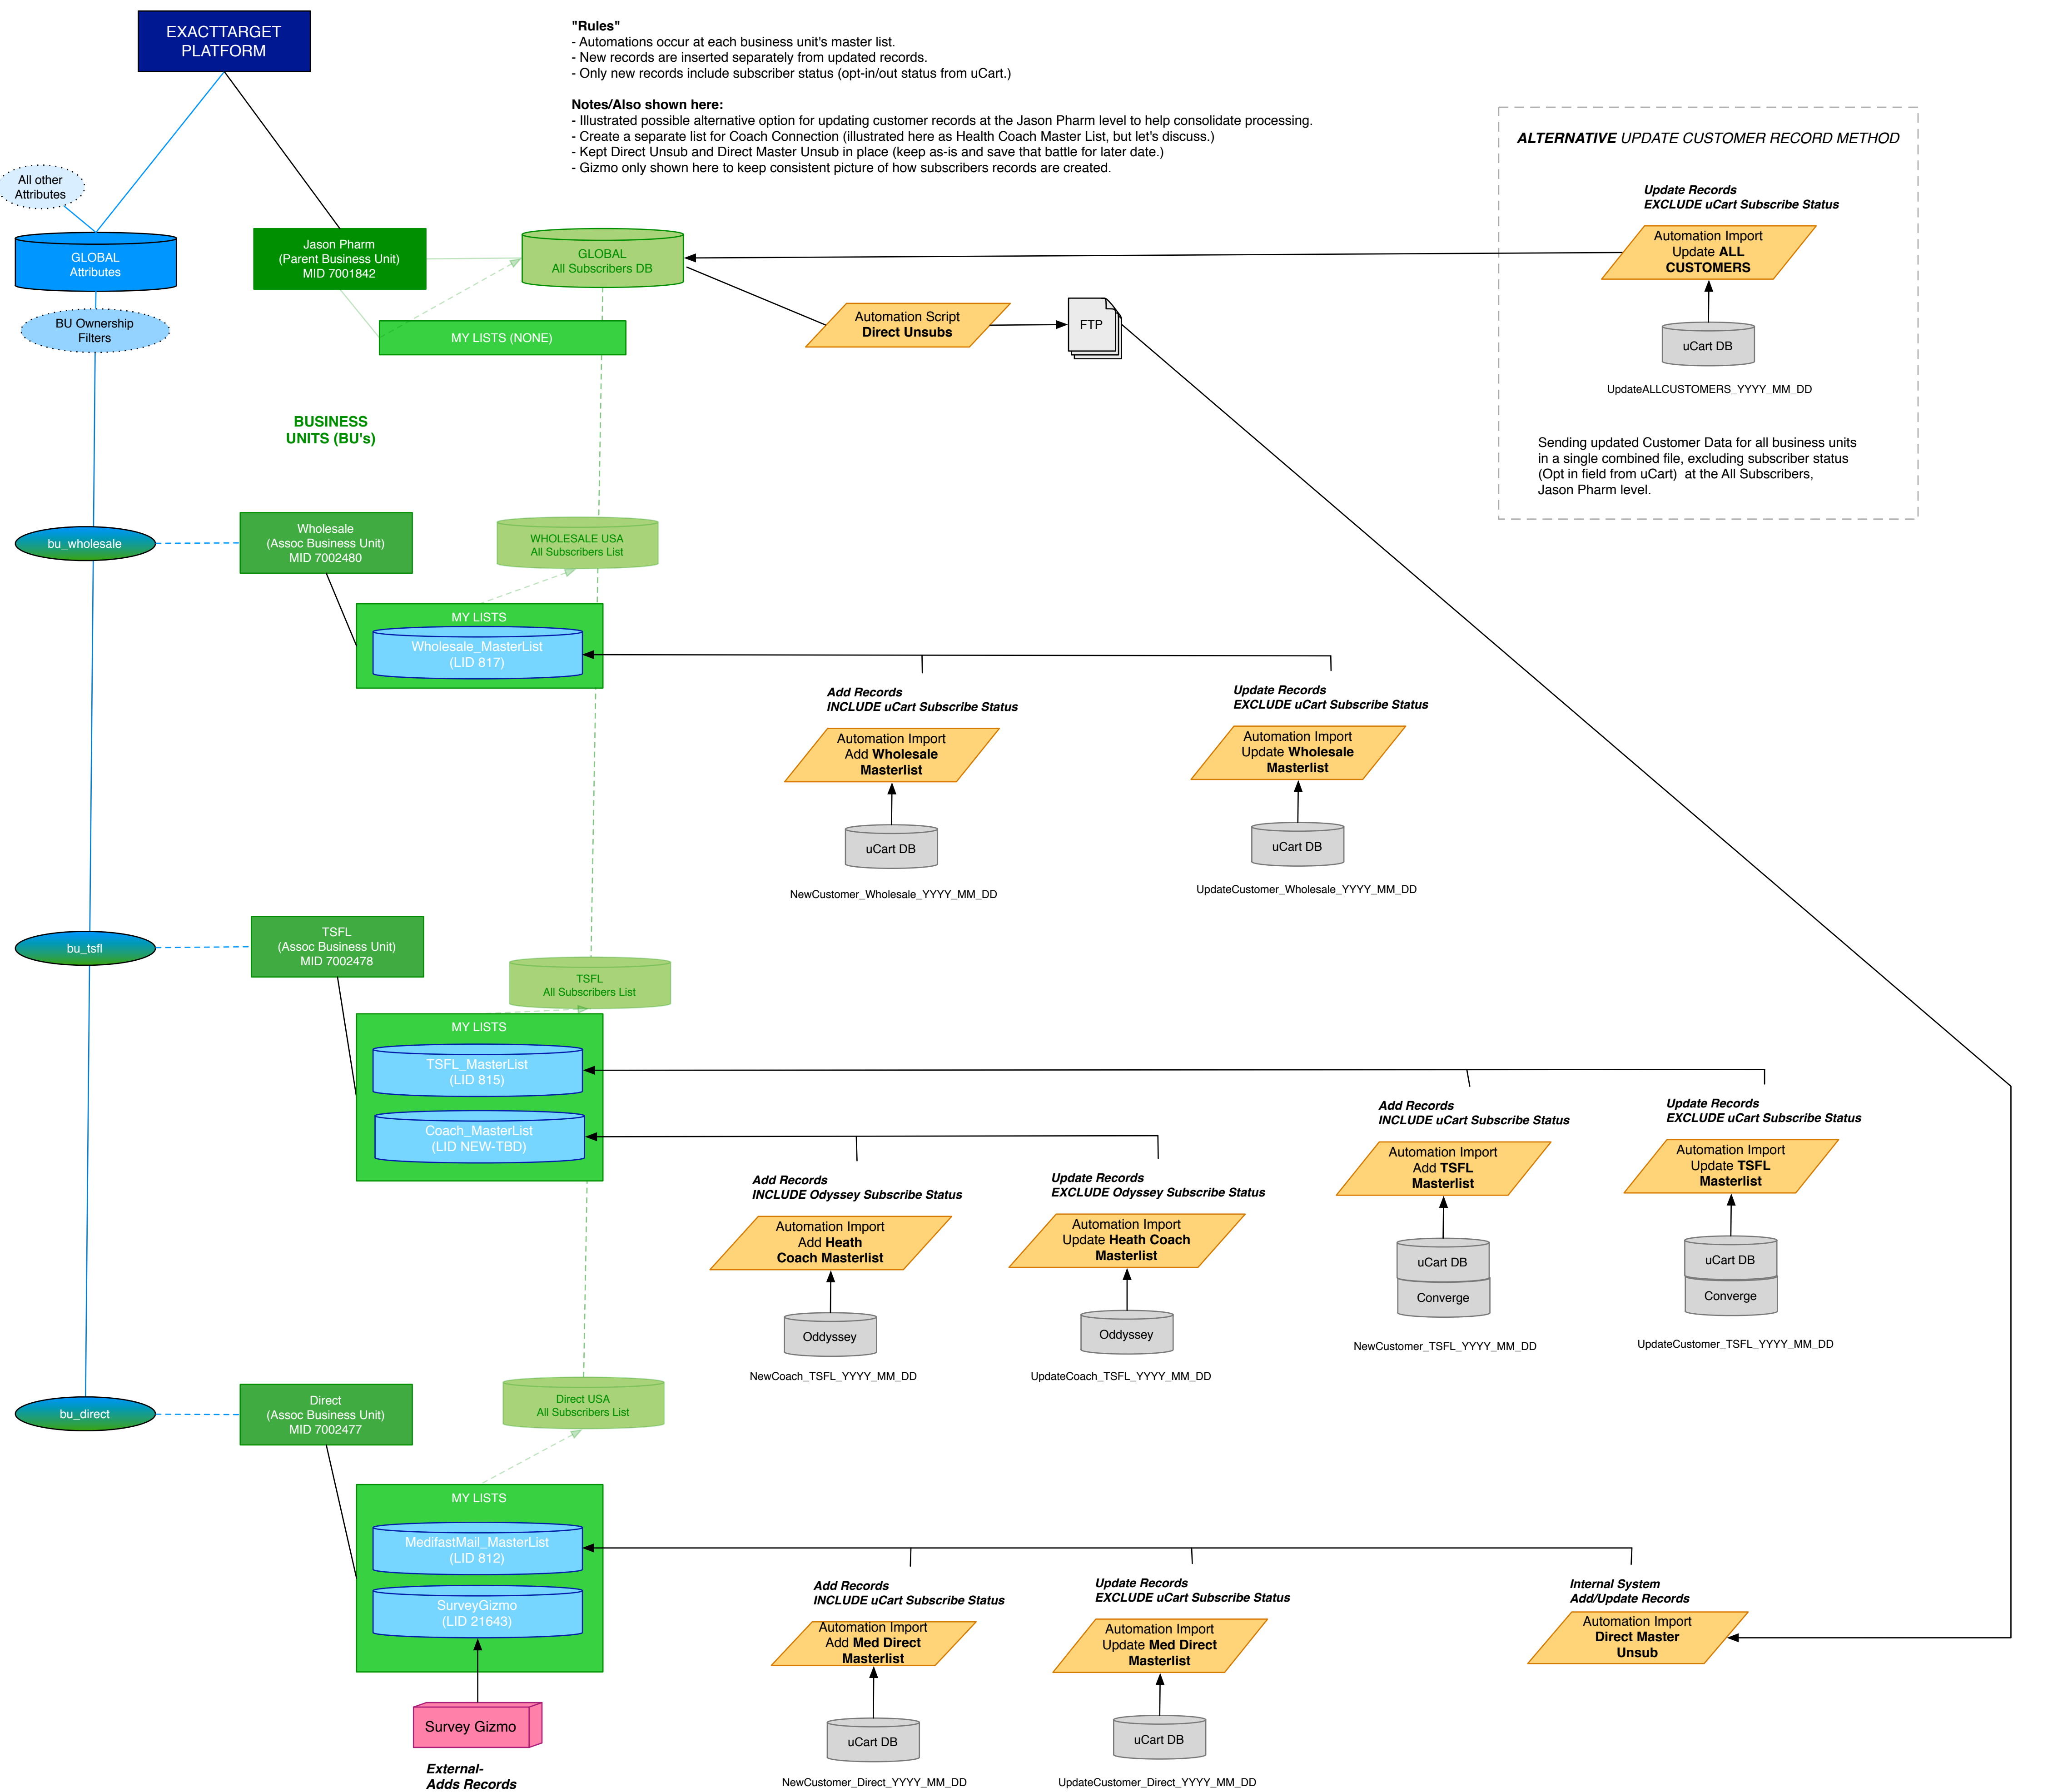 EXACTTARGET
PLATFORM
"Rules"
- Automations occur at each business unit's master list.
- New records are inserted separately from updated records.
- Only new records include subscriber status (opt-in/out status from uCart.)
Notes/Also shown here:
- Illustrated possible alternative option for updating customer records at the Jason Pharm level to help consolidate processing.
- Create a separate list for Coach Connection (illustrated here as Health Coach Master List, but let's discuss.)
- Kept Direct Unsub and Direct Master Unsub in place (keep as-is and save that battle for later date.)
- Gizmo only shown here to keep consistent picture of how subscribers records are created.
ALTERNATIVE UPDATE CUSTOMER RECORD METHOD
Update Records
EXCLUDE uCart Subscribe Status
Automation Import
Update ALL
CUSTOMERS
uCart DB
UpdateALLCUSTOMERS_YYYY_MM_DD
Sending updated Customer Data for all business units
in a single combined file, excluding subscriber status
(Opt in field from uCart)  at the All Subscribers,
Jason Pharm level.
All other
Attributes
GLOBAL
Attributes
BU Ownership
Filters
Jason Pharm
(Parent Business Unit)
MID 7001842
GLOBAL
All Subscribers DB
MY LISTS (NONE)
Automation Script
Direct Unsubs
FTP
BUSINESS
UNITS (BU's)
bu_wholesale
Wholesale
(Assoc Business Unit)
MID 7002480
WHOLESALE USA
All Subscribers List
MY LISTS
Wholesale_MasterList
(LID 817)
Add Records
INCLUDE uCart Subscribe Status
Automation Import
Add Wholesale
Masterlist
uCart DB
NewCustomer_Wholesale_YYYY_MM_DD
Update Records
EXCLUDE uCart Subscribe Status
Automation Import
Update Wholesale
Masterlist
uCart DB
UpdateCustomer_Wholesale_YYYY_MM_DD
bu_tsfl
TSFL
(Assoc Business Unit)
MID 7002478
TSFL
All Subscribers List
MY LISTS
TSFL_MasterList
(LID 815)
Coach_MasterList
(LID NEW-TBD)
Add Records
INCLUDE Odyssey Subscribe Status
Automation Import
Add Heath
Coach Masterlist
Oddyssey
NewCoach_TSFL_YYYY_MM_DD
Update Records
EXCLUDE Odyssey Subscribe Status
Automation Import
Update Heath Coach
Masterlist
Oddyssey
UpdateCoach_TSFL_YYYY_MM_DD
Add Records
INCLUDE uCart Subscribe Status
Automation Import
Add TSFL
Masterlist
uCart DB
Converge
NewCustomer_TSFL_YYYY_MM_DD
Update Records
EXCLUDE uCart Subscribe Status
Automation Import
Update TSFL
Masterlist
uCart DB
Converge
UpdateCustomer_TSFL_YYYY_MM_DD
bu_direct
Direct
(Assoc Business Unit)
MID 7002477
Direct USA
All Subscribers List
MY LISTS
MedifastMail_MasterList
(LID 812)
SurveyGizmo
(LID 21643)
Survey Gizmo
External-
Adds Records
Add Records
INCLUDE uCart Subscribe Status
Automation Import
Add Med Direct
Masterlist
uCart DB
NewCustomer_Direct_YYYY_MM_DD
Update Records
EXCLUDE uCart Subscribe Status
Automation Import
Update Med Direct
Masterlist
uCart DB
UpdateCustomer_Direct_YYYY_MM_DD
Internal System
Add/Update Records
Automation Import
Direct Master
Unsub